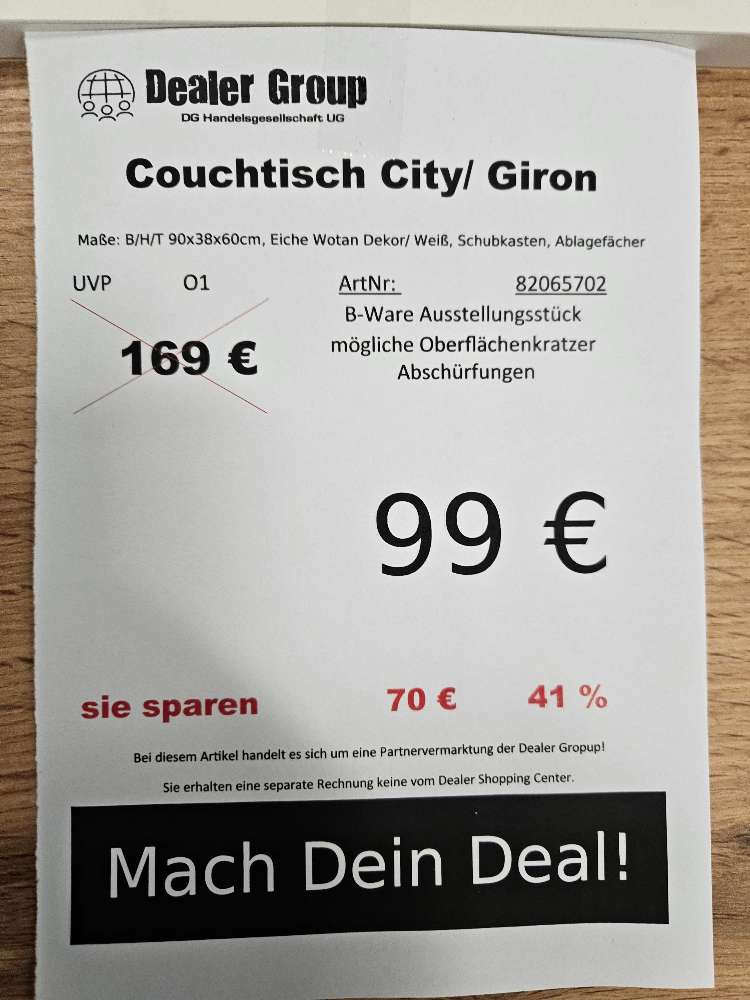 Dealer Group
DG Handelsgesellschaft UG
Couchtisch City/ Giron
Maße: B/H/T 90x38x60cm, Eiche Wotan Dekor/ Weiß, Schubkasten, Ablagefächer
UVP O1 ArtNr: 82065702
B-Ware Ausstellungsstück
169 € mögliche Oberflächenkratzer
Abschürfungen
99 €
sie sparen 70 € 41 %
Bei diesem Artikel handelt es sich um eine Partnervermarktung der Dealer Gropup!
Sie erhalten eine separate Rechnung keine vom Dealer Shopping Center.
Mach Dein Deal!